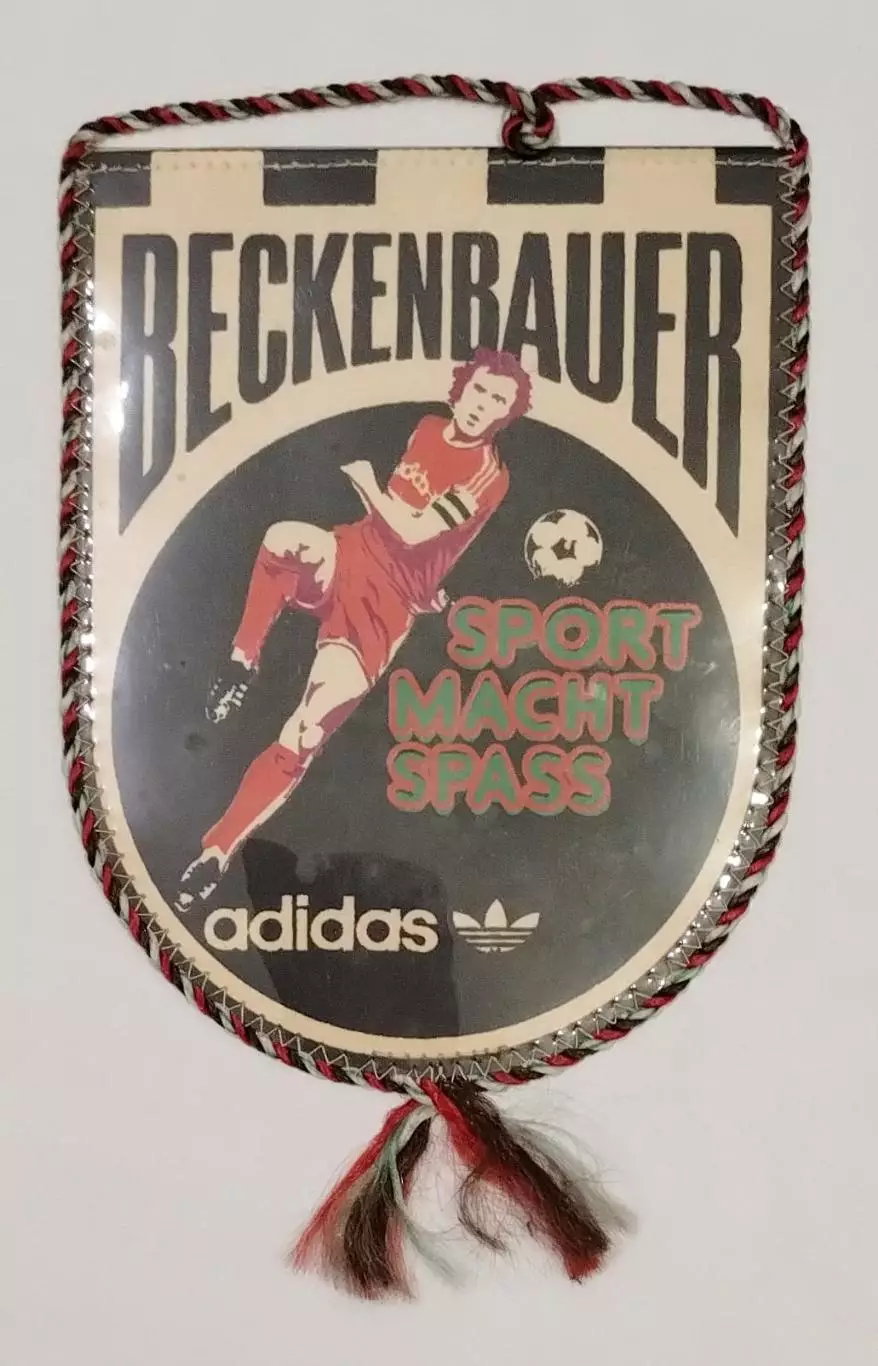 BECKENBAUER
SPORT
MACHT
SPASS
adidas